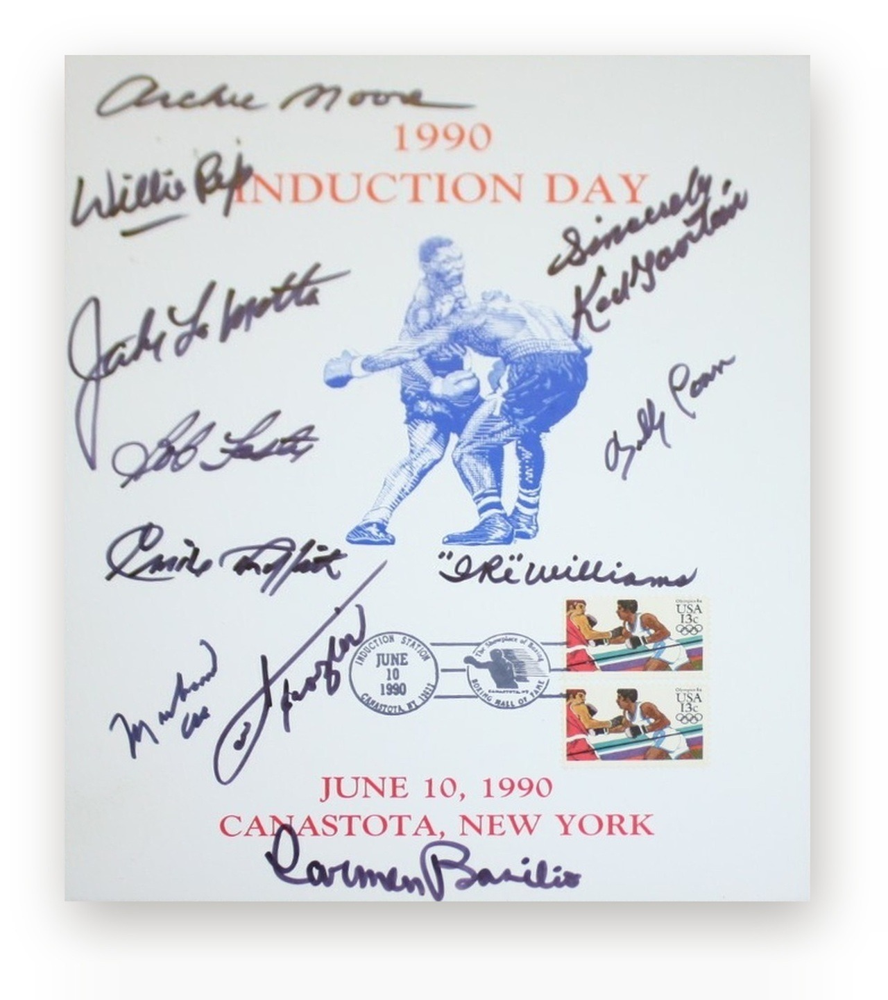 Archie Moore
1990
Willie Pep
INDUCTION DAY
Sincerely,
Kid Gavilan
Jake LaMotta
Billy Conn
Bob Foster
Emile Griffith
"Ike" Williams
Olympics 84
USA
13c
J Frazier
INDUCTION STATION
JUNE
10
1990
CANASTOTA, NY 13032
The Showplace of Boxing
CANASTOTA, NY
BOXING HALL OF FAME
Muhammad
Ali
Olympics 84
USA
13c
JUNE 10, 1990
CANASTOTA, NEW YORK
Carmen Basilio